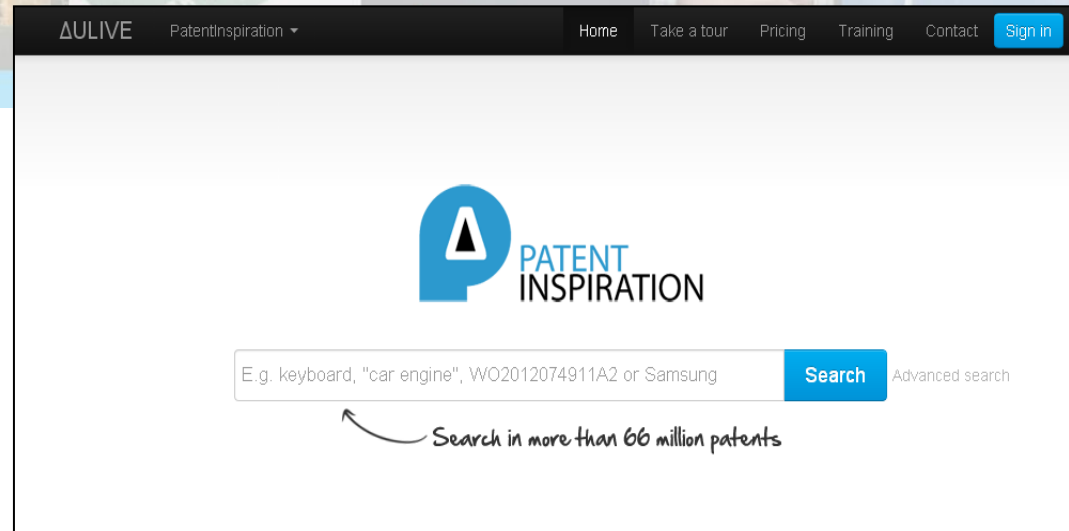 AULIVE PatentInspiration Home Take a tour Pricing Training Contact Sign in
PATENT
INSPIRATION
E.g. keyboard, "car engine", WO2012074911A2 or Samsung Search Advanced search
Search in more than 66 million patents